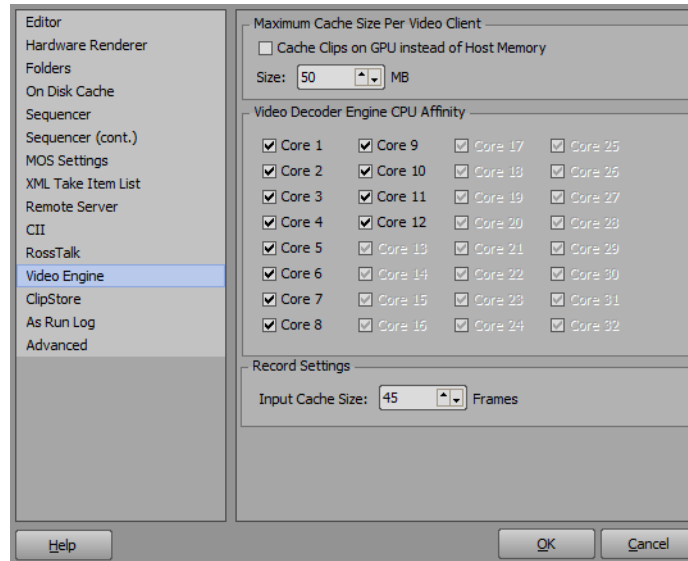 Editor
Hardware Renderer
Folders
On Disk Cache
Sequencer
Sequencer (cont.)
MOS Settings
XML Take Item List
Remote Server
CII
RossTalk
Video Engine
ClipStore
As Run Log
Advanced
Maximum Cache Size Per Video Client
Cache Clips on GPU instead of Host Memory
Size: 50 MB
Video Decoder Engine CPU Affinity
Core 1 Core 9 Core 17 Core 25
Core 2 Core 10 Core 18 Core 26
Core 3 Core 11 Core 19 Core 27
Core 4 Core 12 Core 20 Core 28
Core 5 Core 13 Core 21 Core 29
Core 6 Core 14 Core 22 Core 30
Core 7 Core 15 Core 23 Core 31
Core 8 Core 16 Core 24 Core 32
Record Settings
Input Cache Size: 45 Frames
Help OK Cancel